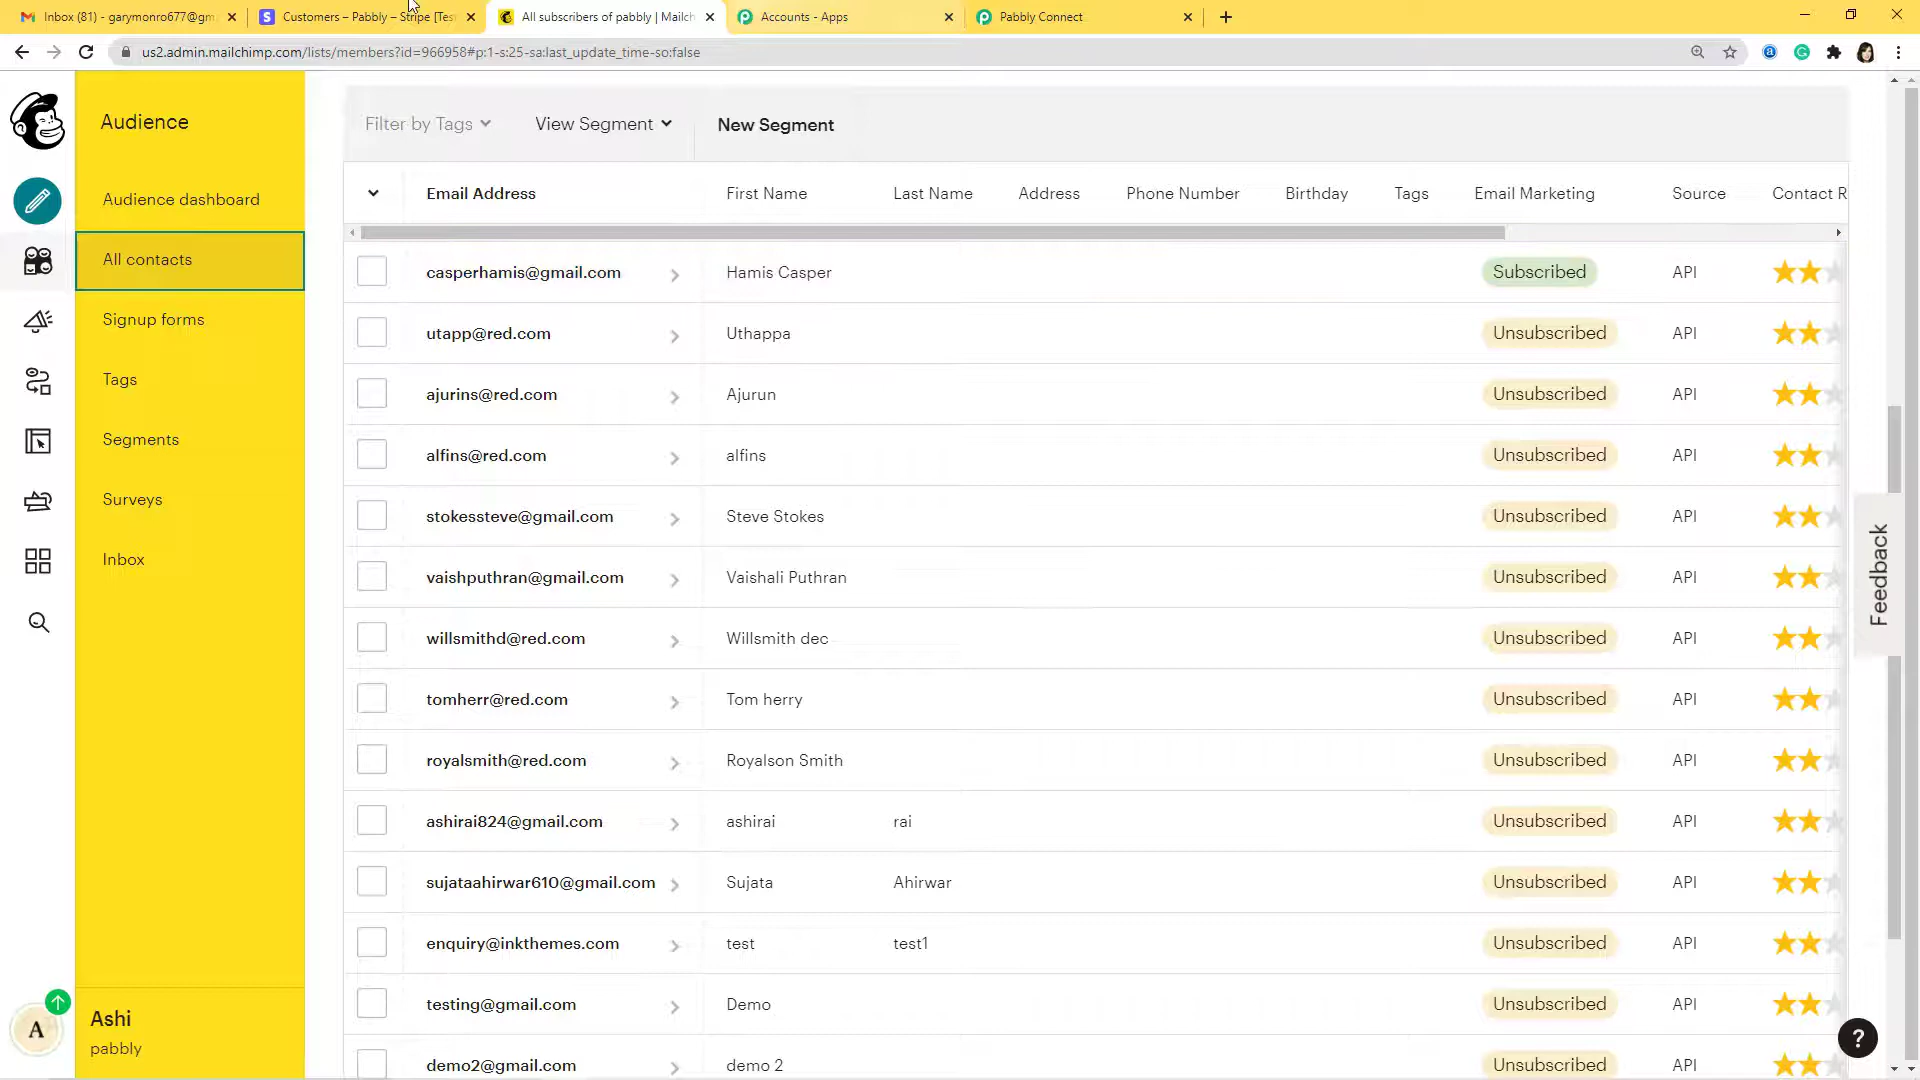 Inbox (81) - garymonro677@gm
Customers – Pabbly – Stripe [Tes
All subscribers of pabbly | Mailch
Accounts - Apps
Pabbly Connect
us2.admin.mailchimp.com/lists/members?id=966958#p:1-s:25-sa:last_update_time-so:false
Audience
Audience dashboard
All contacts
Signup forms
Tags
Segments
Surveys
Inbox
Ashi
pabbly
A
Filter by Tags View Segment New Segment
Email Address First Name Last Name Address Phone Number Birthday Tags Email Marketing Source Contact R
casperhamis@gmail.com Hamis Casper Subscribed API
utapp@red.com Uthappa Unsubscribed API
ajurins@red.com Ajurun Unsubscribed API
alfins@red.com alfins Unsubscribed API
stokessteve@gmail.com Steve Stokes Unsubscribed API
vaishputhran@gmail.com Vaishali Puthran Unsubscribed API
willsmithd@red.com Willsmith dec Unsubscribed API
tomherr@red.com Tom herry Unsubscribed API
royalsmith@red.com Royalson Smith Unsubscribed API
ashirai824@gmail.com ashirai rai Unsubscribed API
sujataahirwar610@gmail.com Sujata Ahirwar Unsubscribed API
enquiry@inkthemes.com test test1 Unsubscribed API
testing@gmail.com Demo Unsubscribed API
demo2@gmail.com demo 2 Unsubscribed API
Feedback
?